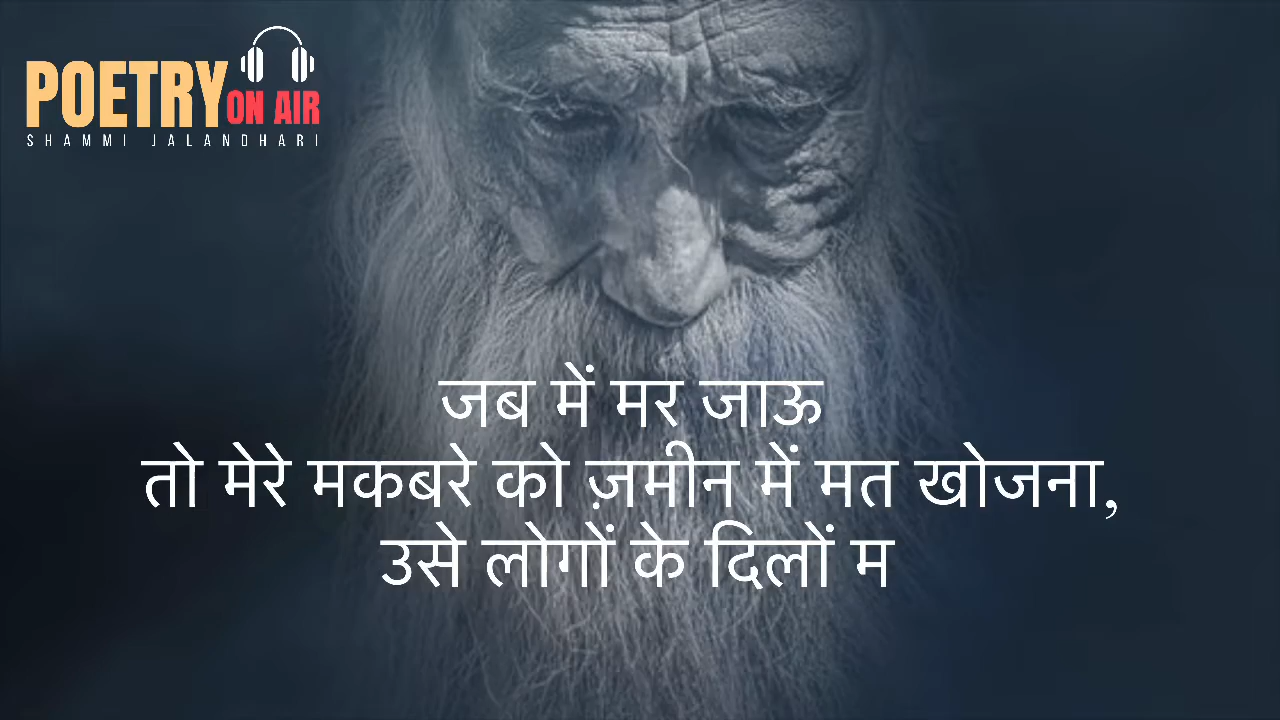 POETRY ON AIR
SHAMMI JALANDHARI
जब में मर जाऊ
तो मेरे मकबरे को ज़मीन में मत खोजना,
उसे लोगों के दिलों म